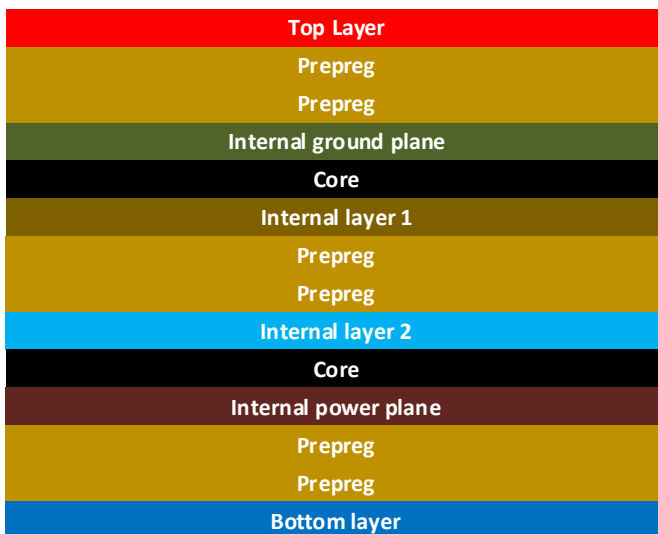 Top Layer
Prepreg
Prepreg
Internal ground plane
Core
Internal layer 1
Prepreg
Prepreg
Internal layer 2
Core
Internal power plane
Prepreg
Prepreg
Bottom layer